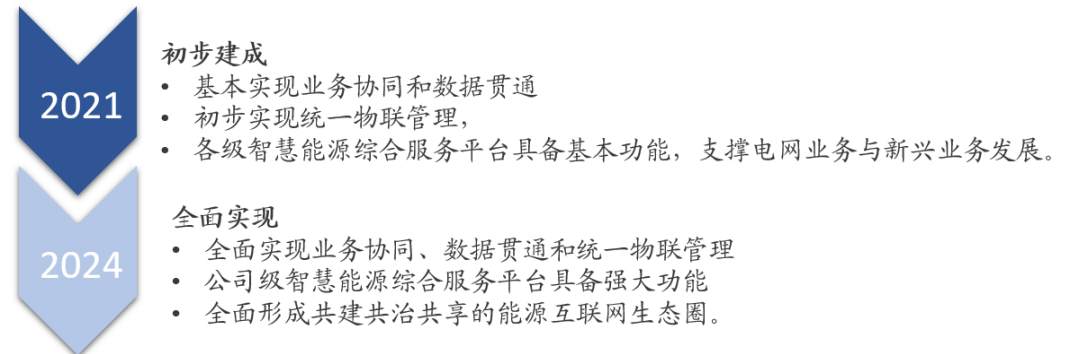 2021
初步建成
• 基本实现业务协同和数据贯通
• 初步实现统一物联管理，
• 各级智慧能源综合服务平台具备基本功能，支撑电网业务与新兴业务发展。
2024
全面实现
• 全面实现业务协同、数据贯通和统一物联管理
• 公司级智慧能源综合服务平台具备强大功能
• 全面形成共建共治共享的能源互联网生态圈。